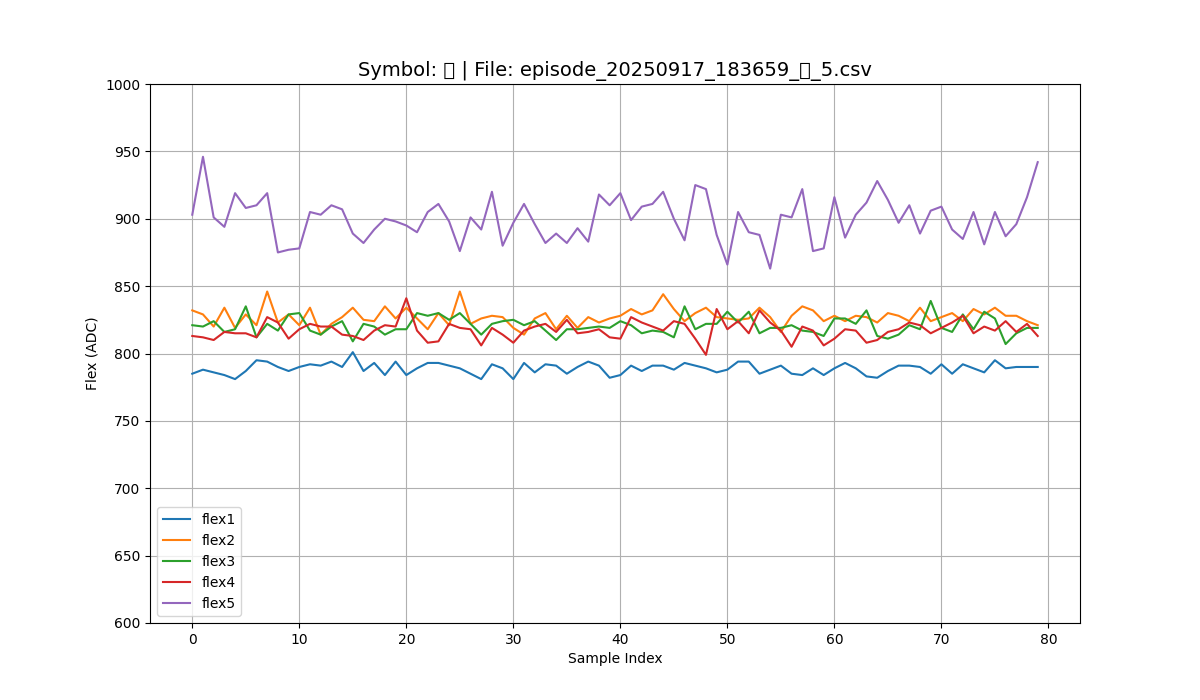 Symbol: | File: episode_20250917_183659_ _5.csv
1000
950
900
850
800
750
700
650
600
Flex (ADC)
flex1
flex2
flex3
flex4
flex5
0 10 20 30 40 50 60 70 80
Sample Index